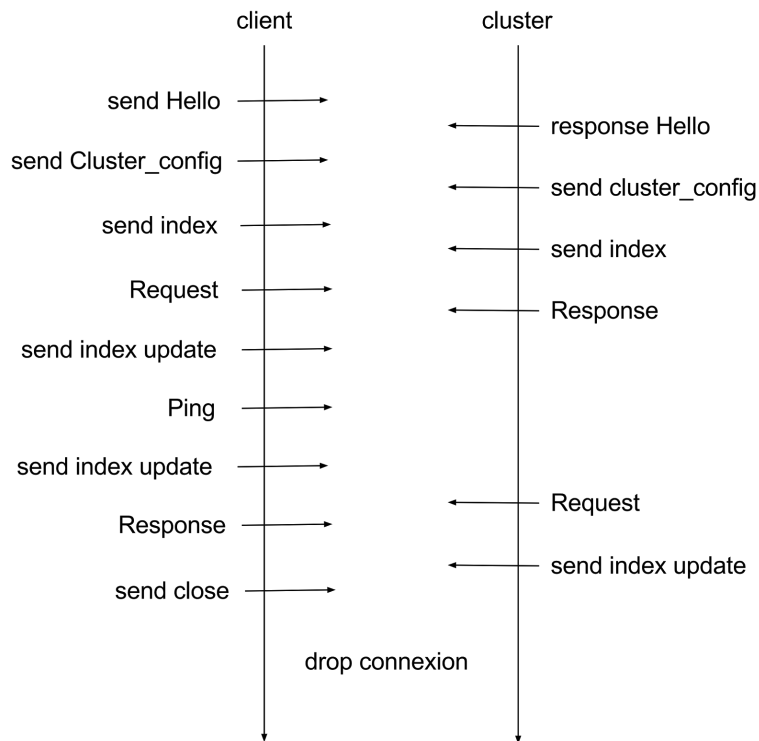 client
cluster
send Hello
response Hello
send Cluster_config
send cluster_config
send index
send index
Request
Response
send index update
Ping
send index update
Request
Response
send index update
send close
drop connexion